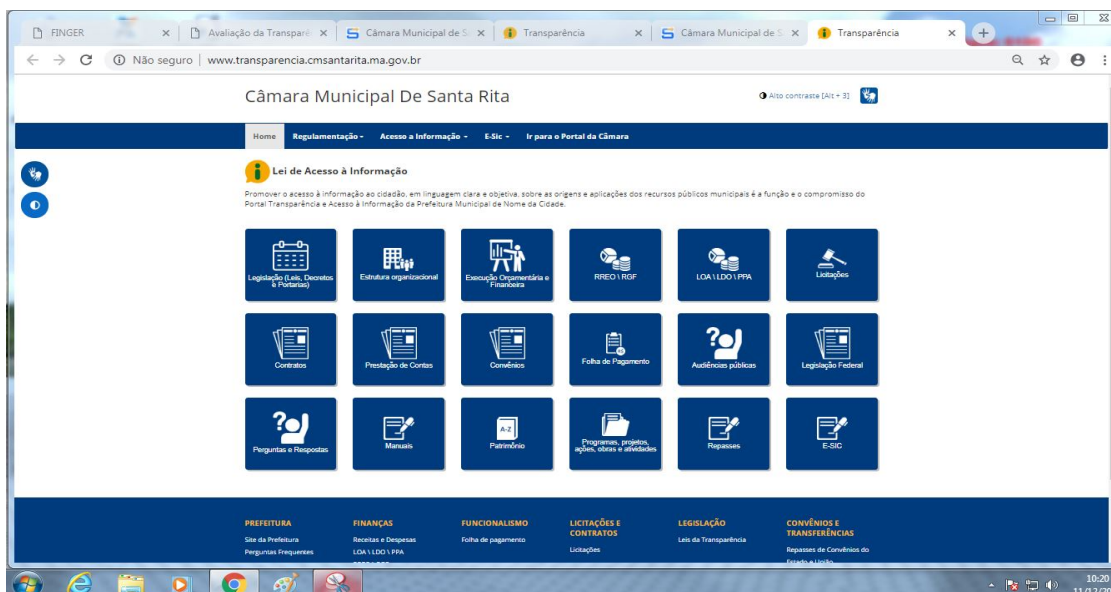 FINGER
Avaliação da Transparê
Câmara Municipal de S
Transparência
Câmara Municipal de S
Transparência
Não seguro | www.transparencia.cmsantarita.ma.gov.br
Câmara Municipal De Santa Rita
Alto contraste [Alt + 3]
Home Regulamentação Acesso a Informação E-Sic Ir para o Portal da Câmara
Lei de Acesso à Informação
Promover o acesso à informação ao cidadão, em linguagem clara e objetiva, sobre as origens e aplicações dos recursos públicos municipais é a função e o compromisso do
Portal Transparência e Acesso à Informação da Prefeitura Municipal de Nome da Cidade.
Legislação (Leis, Decretos
e Portarias)
Estrutura organizacional
Execução Orçamentária e
Financeira
RREO \ RGF
LOA \ LDO \ PPA
Licitações
Contratos
Prestação de Contas
Convênios
Folha de Pagamento
Audiências públicas
Legislação Federal
Perguntas e Respostas
Manuais
A-Z
Patrimônio
Programas, projetos,
ações, obras e atividades
Repasses
E-SIC
PREFEITURA
Site da Prefeitura
Perguntas Frequentes
FINANÇAS
Receitas e Despesas
LOA \ LDO \ PPA
FUNCIONALISMO
Folha de pagamento
LICITAÇÕES E
CONTRATOS
Licitações
LEGISLAÇÃO
Leis da Transparência
CONVÊNIOS E
TRANSFERÊNCIAS
Repasses de Convênios do
Estado e União
10:20
11/12/20